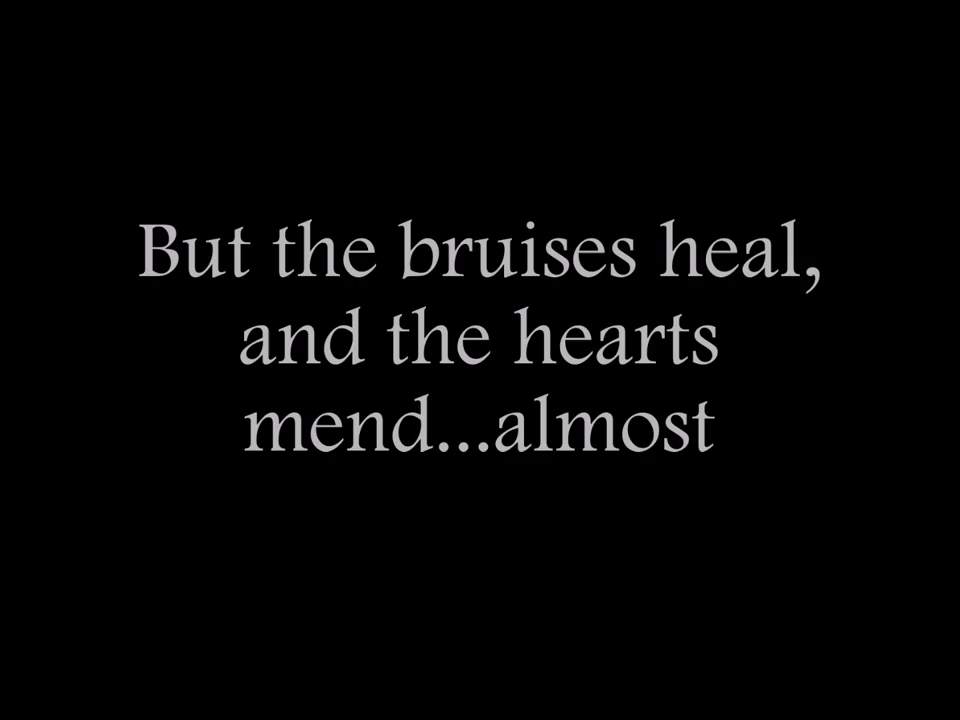 But the bruises heal,
and the hearts
mend...almost